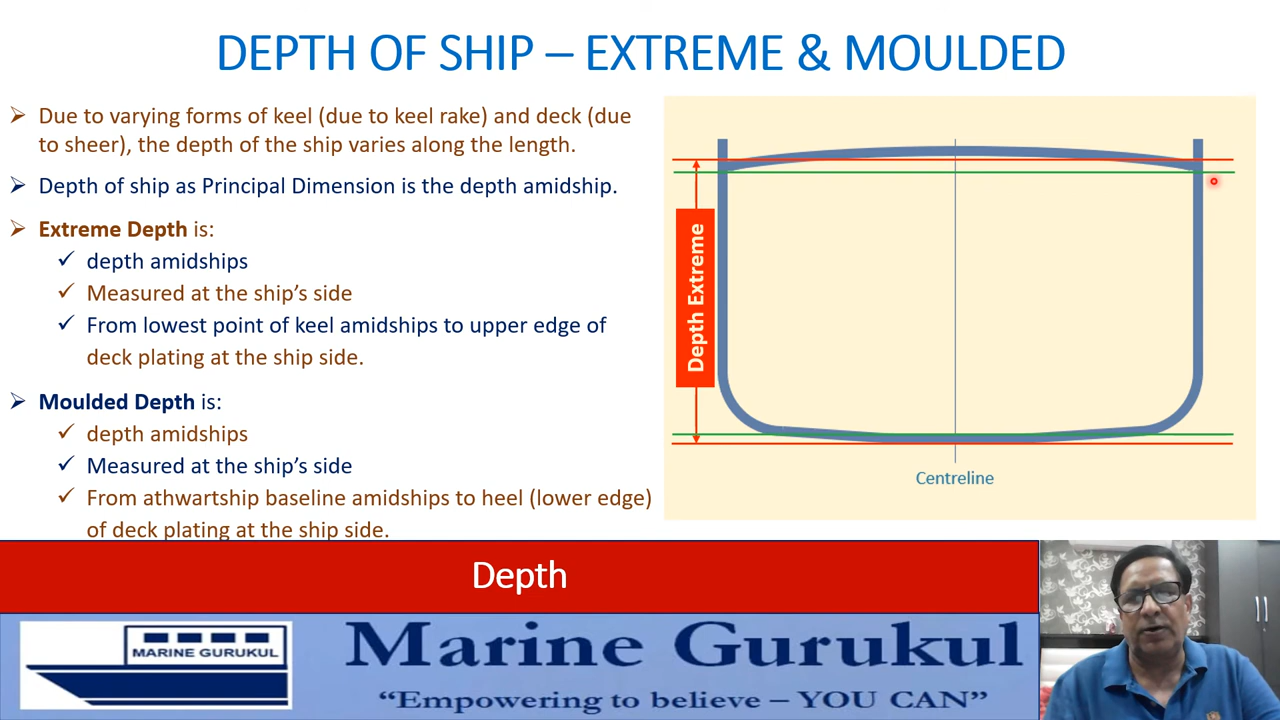 DEPTH OF SHIP – EXTREME & MOULDED
Due to varying forms of keel (due to keel rake) and deck (due
to sheer), the depth of the ship varies along the length.
Depth of ship as Principal Dimension is the depth amidship.
Extreme Depth is:
depth amidships
Measured at the ship's side
From lowest point of keel amidships to upper edge of
deck plating at the ship side.
Moulded Depth is:
depth amidships
Measured at the ship's side
From athwartship baseline amidships to heel (lower edge)
of deck plating at the ship side.
Depth Extreme
Centreline
Depth
MARINE GURUKUL
Marine Gurukul
“Empowering to believe – YOU CAN”